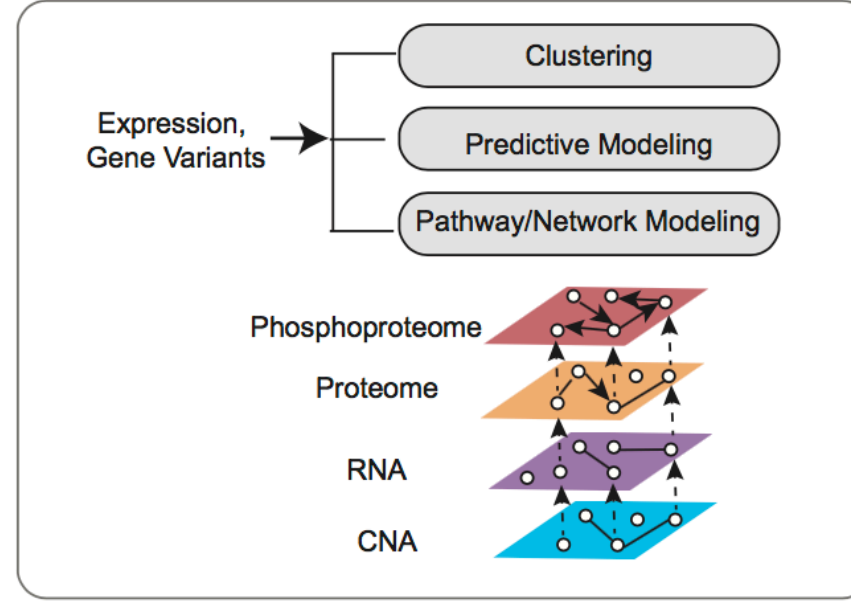 Clustering
Expression,
Gene Variants
Predictive Modeling
Pathway/Network Modeling
Phosphoproteome
Proteome
RNA
CNA